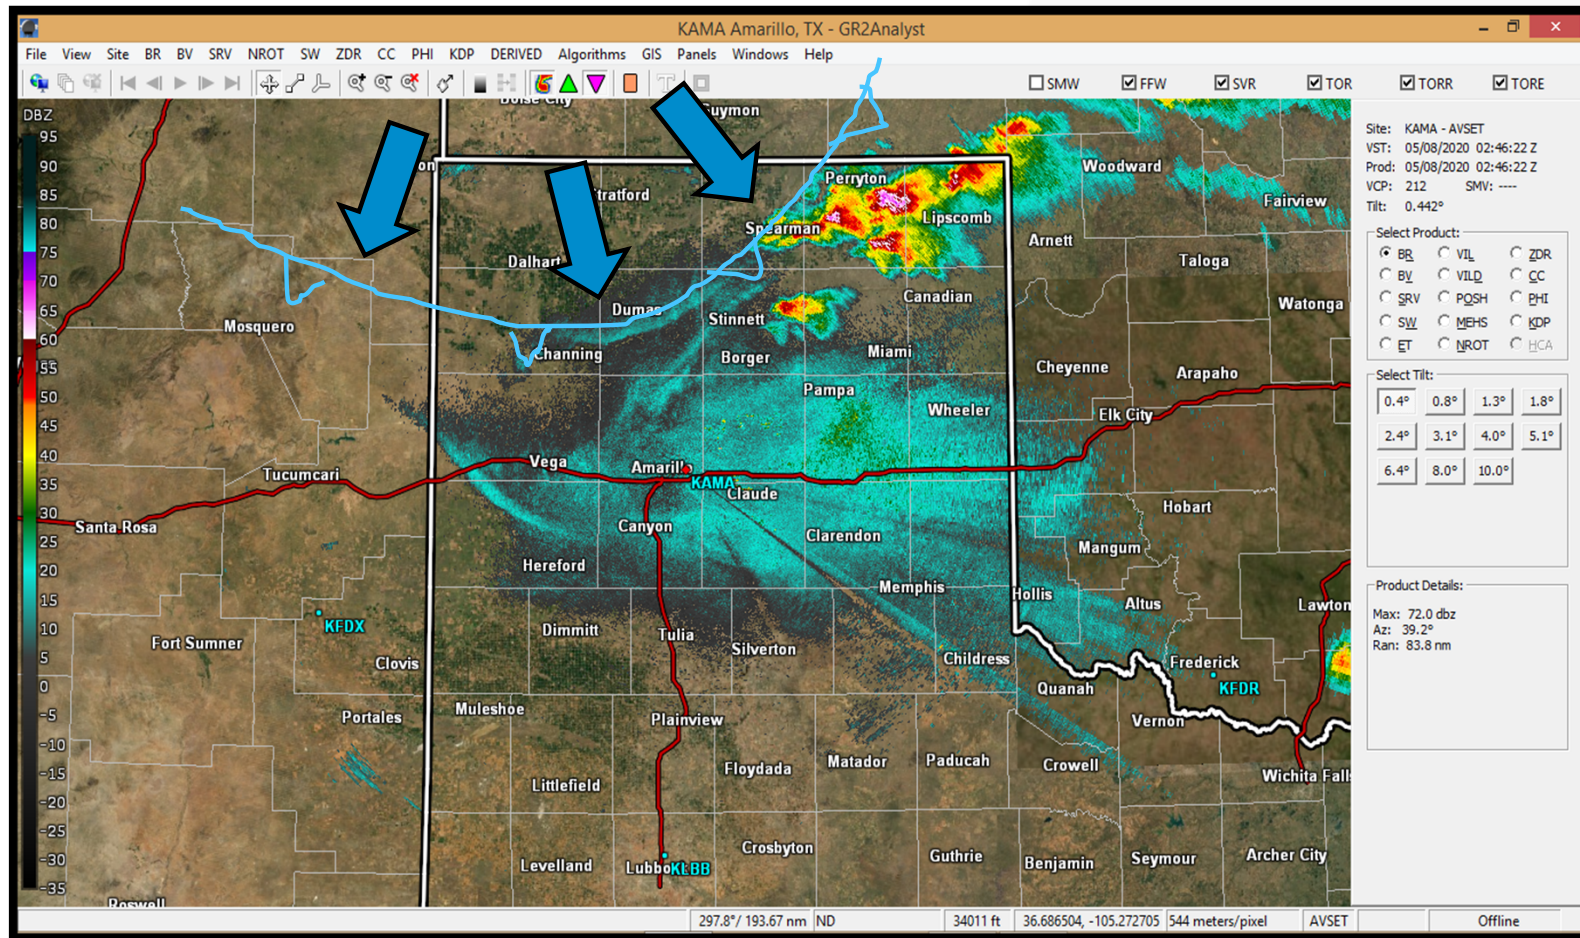 KAMA Amarillo, TX - GR2Analyst
File View Site BR BV SRV NROT SW ZDR CC PHI KDP DERIVED Algorithms GIS Panels Windows Help
SMW FFW SVR TOR TORR TORE
DBZ
95
90
85
80
75
70
65
60
55
50
45
40
35
30
25
20
15
10
5
0
-5
-10
-15
-20
-25
-30
-35
Boise City
Guymon
on
Stratford
Perryton
Woodward
Spearman
Lipscomb
Fairview
Arnett
Dalhart
Taloga
Dumas
Canadian
Watonga
Mosquero
Stinnett
Channing
Borger
Miami
Cheyenne
Arapaho
Pampa
Wheeler
Elk City
Vega
Amarillo
Tucumcari
KAMA
Claude
Santa Rosa
Canyon
Clarendon
Hobart
Mangum
Hereford
Memphis
Hollis
Altus
Lawton
KFDX
Dimmitt
Tulia
Fort Sumner
Silverton
Childress
Clovis
Frederick
Quanah
KFDR
Portales
Muleshoe
Plainview
Vernon
Floydada
Matador
Paducah
Crowell
Wichita Fall
Littlefield
Crosbyton
Guthrie
Benjamin
Seymour
Archer City
Levelland
Lubbo
KLBB
Roswell
Site: KAMA - AVSET
VST: 05/08/2020 02:46:22 Z
Prod: 05/08/2020 02:46:22 Z
VCP: 212 SMV: ----
Tilt: 0.442°
Select Product:
BR VIL ZDR
BV VILD CC
SRV POSH PHI
SW MEHS KDP
ET NROT HCA
Select Tilt:
0.4° 0.8° 1.3° 1.8°
2.4° 3.1° 4.0° 5.1°
6.4° 8.0° 10.0°
Product Details:
Max: 72.0 dbz
Az: 39.2°
Ran: 83.8 nm
297.8°/ 193.67 nm ND 34011 ft 36.686504, -105.272705 544 meters/pixel AVSET Offline